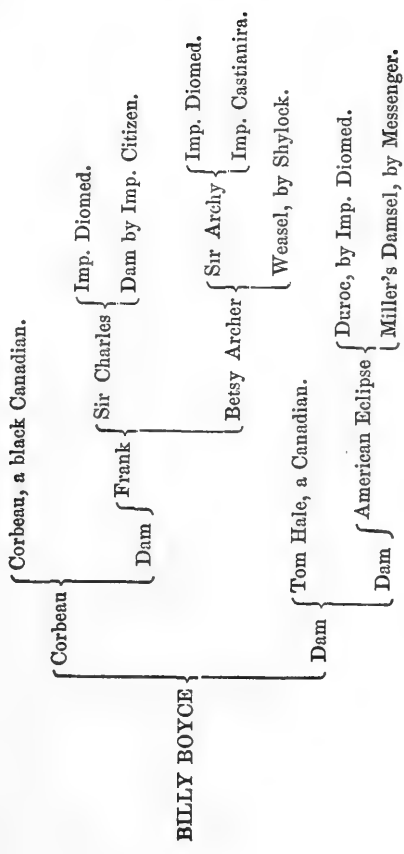 Corbeau, a black Canadian.
Imp. Diomed.
Sir Charles
Dam by Imp. Citizen.
Frank
Imp. Diomed.
Sir Archy
Imp. Castianira.
Betsy Archer
Weasel, by Shylock.
Dam
Corbeau
BILLY BOYCE
Tom Hale, a Canadian.
Dam
Duroc, by Imp. Diomed.
American Eclipse
Miller's Damsel, by Messenger.
Dam